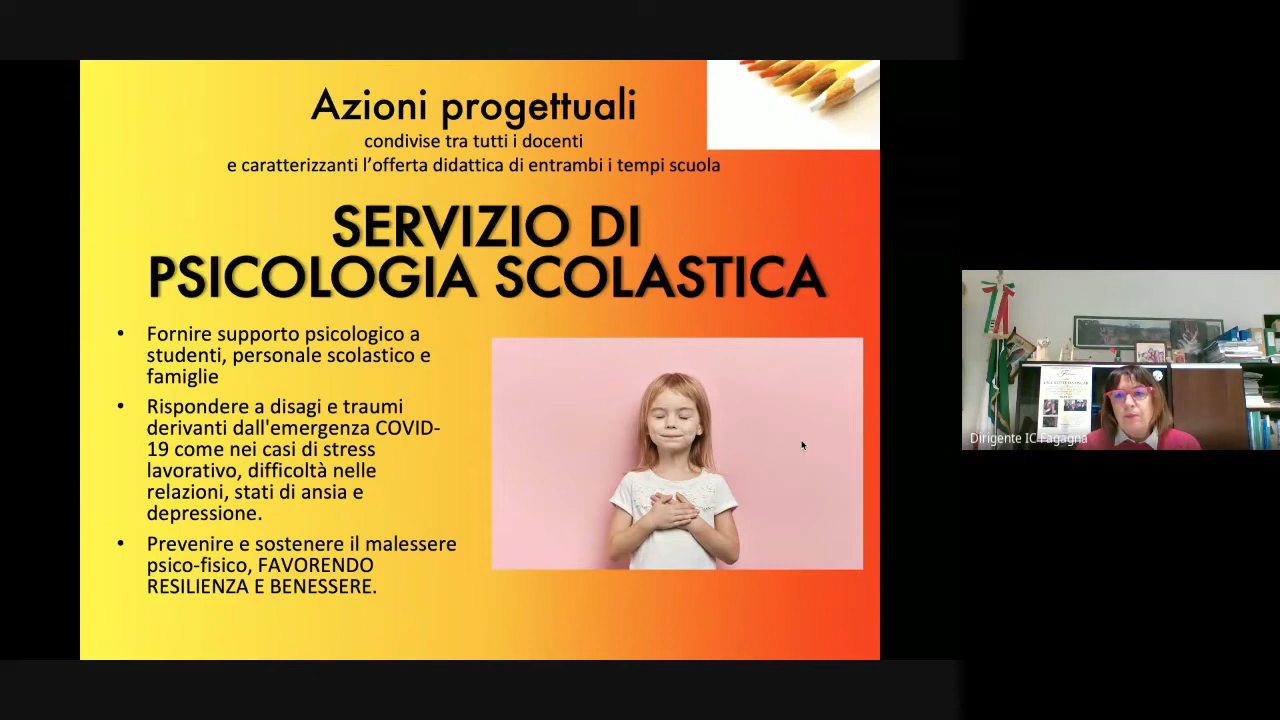 Azioni progettuali
condivise tra tutti i docenti
e caratterizzanti l’offerta didattica di entrambi i tempi scuola
SERVIZIO DI
PSICOLOGIA SCOLASTICA
• Fornire supporto psicologico a
studenti, personale scolastico e
famiglie
• Rispondere a disagi e traumi
derivanti dall'emergenza COVID-
19 come nei casi di stress
lavorativo, difficoltà nelle
relazioni, stati di ansia e
depressione.
• Prevenire e sostenere il malessere
psico-fisico, FAVORENDO
RESILIENZA E BENESSERE.
Dirigente IC Fagagna